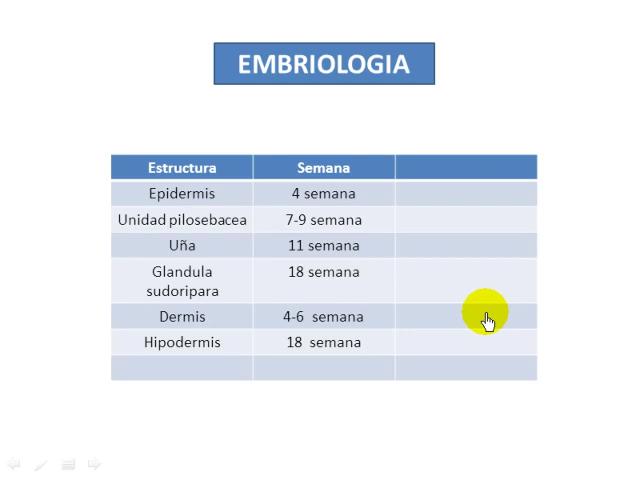 EMBRIOLOGIA
Estructura Semana
Epidermis 4 semana
Unidad pilosebacea 7-9 semana
Uña 11 semana
Glandula 18 semana
sudoripara
Dermis 4-6 semana
Hipodermis 18 semana